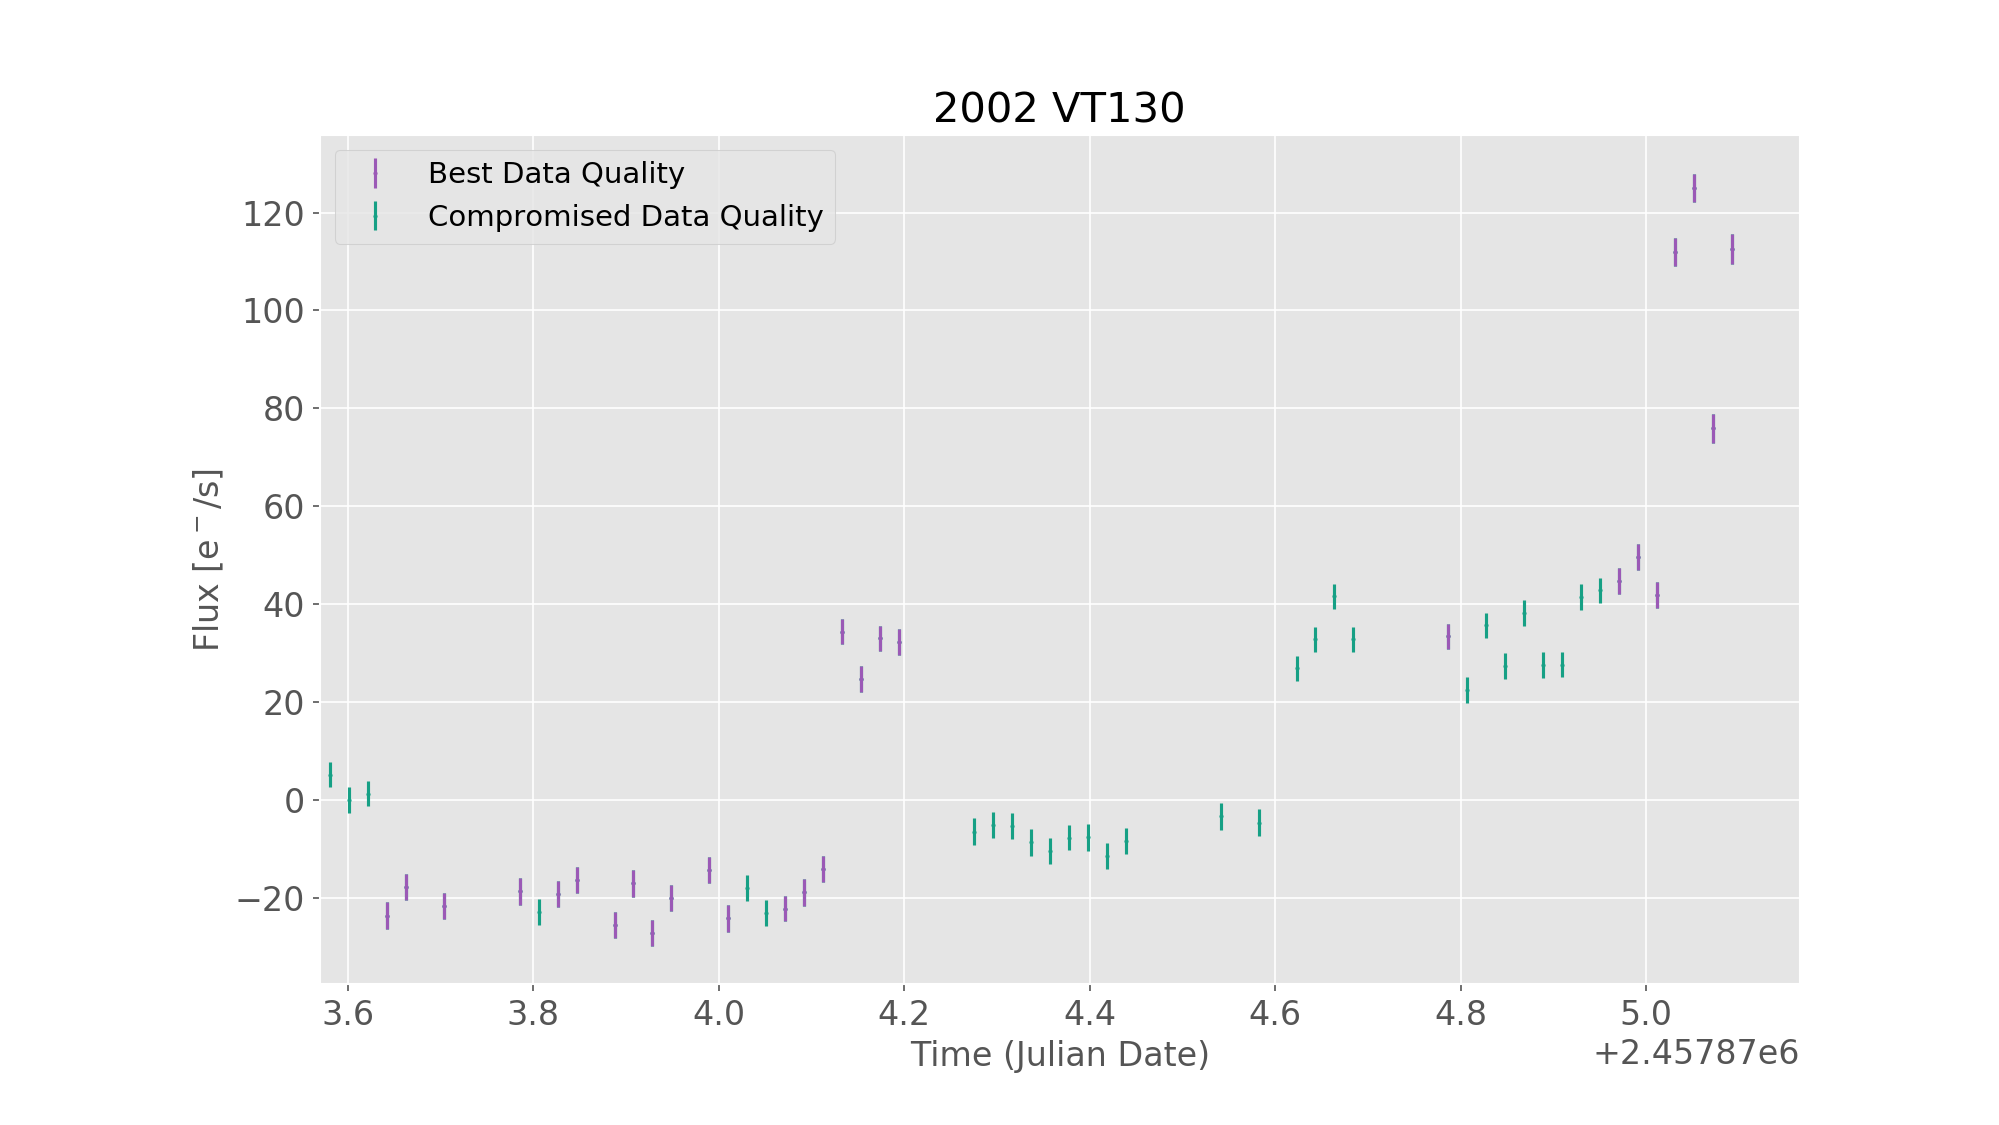 2002 VT130
Best Data Quality
Compromised Data Quality
120
100
80
60
40
20
0
−20
Flux [e⁻/s]
3.6 3.8 4.0 4.2 4.4 4.6 4.8 5.0
Time (Julian Date)
+2.45787e6